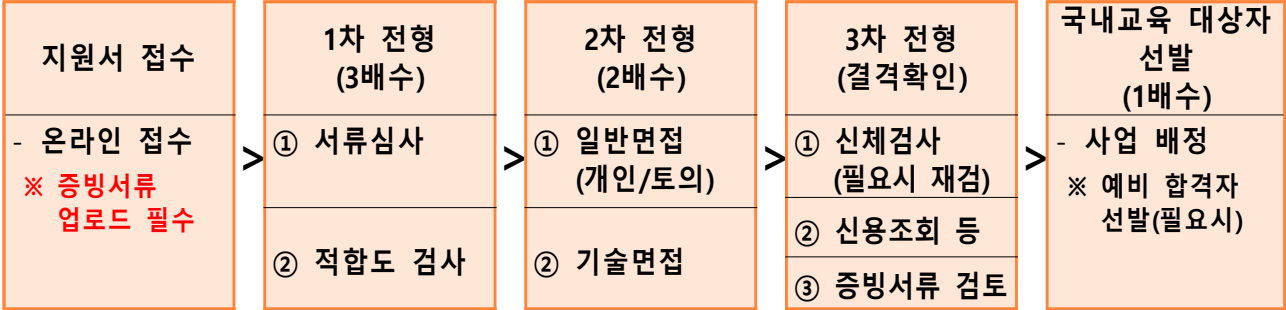 지원서 접수
- 온라인 접수
※ 증빙서류
업로드 필수
>
1차 전형
(3배수)
① 서류심사
② 적합도 검사
>
2차 전형
(2배수)
① 일반면접
(개인/토의)
② 기술면접
>
3차 전형
(결격확인)
① 신체검사
(필요시 재검)
② 신용조회 등
③ 증빙서류 검토
>
국내교육 대상자
선발
(1배수)
- 사업 배정
※ 예비 합격자
선발(필요시)